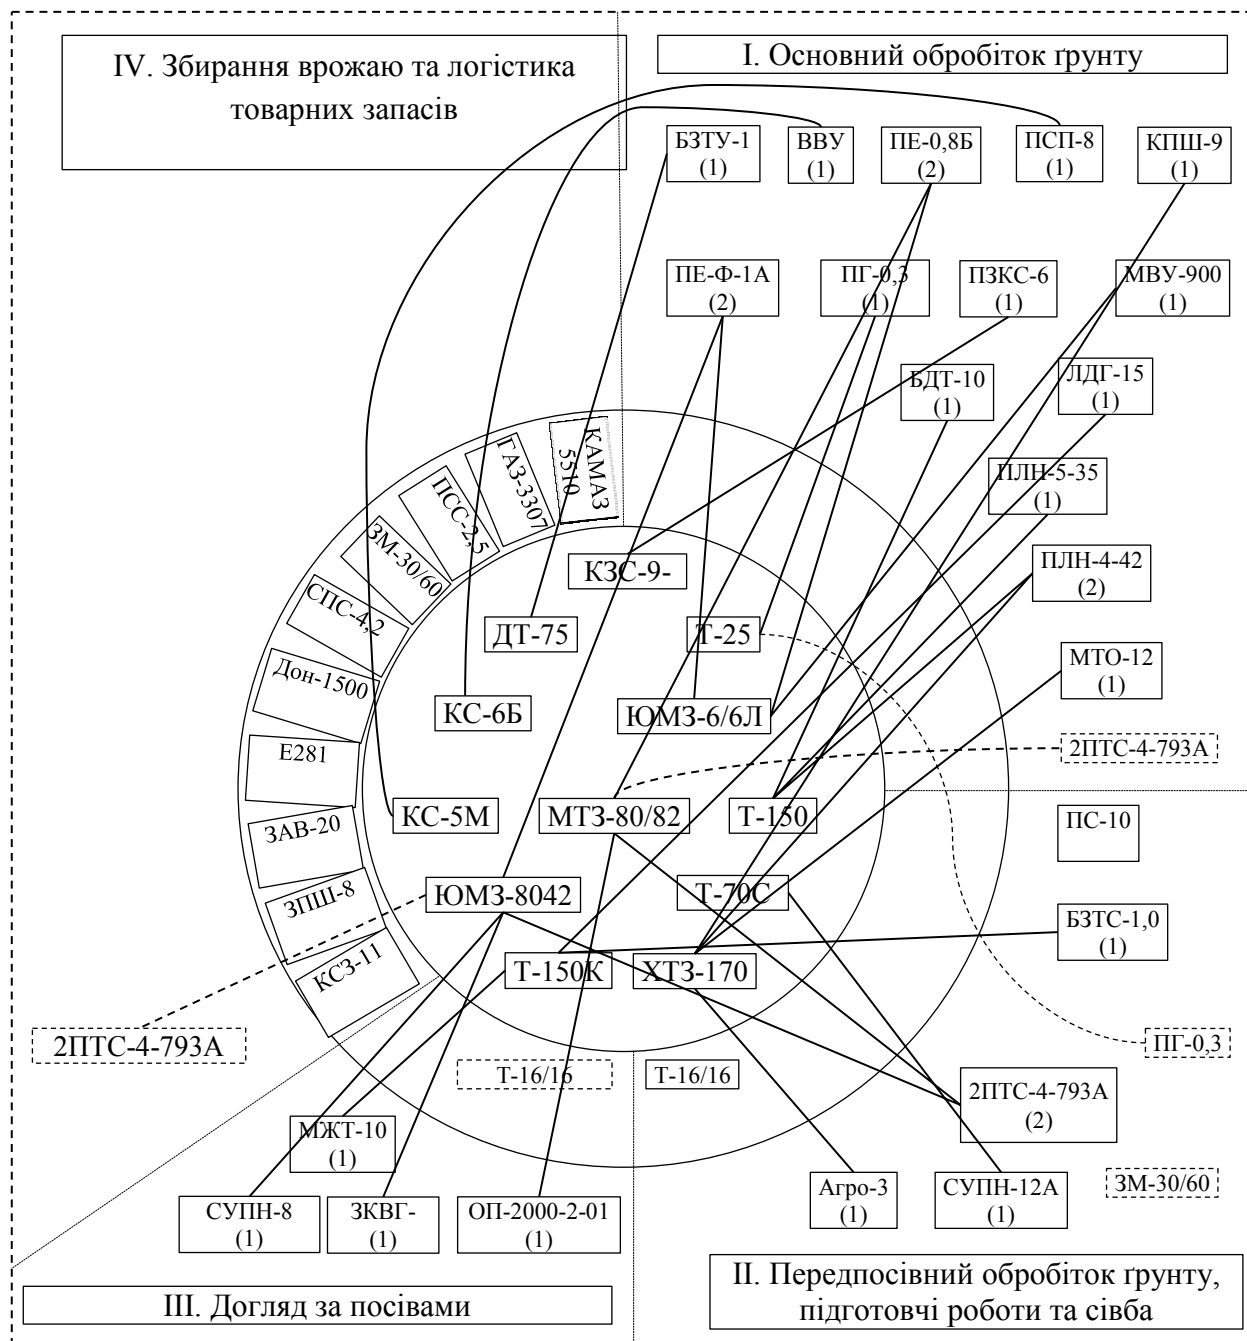 IV. Збирання врожаю та логістика
товарних запасів
I. Основний обробіток ґрунту
БЗТУ-1
(1)
ВВУ
(1)
ПЕ-0,8Б
(2)
ПСП-8
(1)
КПШ-9
(1)
ПЕ-Ф-1А
(2)
ПГ-0,3
(1)
ПЗКС-6
(1)
МВУ-900
(1)
БДТ-10
(1)
ЛДГ-15
(1)
ПЛН-5-35
(1)
ПЛН-4-42
(2)
МТО-12
(1)
2ПТС-4-793А
КАМАЗ
5510
ГАЗ-3307
ПСС-2,5
ЗМ-30/60
СПС-4,2
Дон-1500
Е281
ЗАВ-20
ЗПШ-8
КСЗ-11
КЗС-9-
ДТ-75
Т-25
КС-6Б
ЮМЗ-6/6Л
КС-5М
МТЗ-80/82
Т-150
ЮМЗ-8042
Т-70С
Т-150К
ХТЗ-170
ПС-10
БЗТС-1,0
(1)
2ПТС-4-793А
ПГ-0,3
Т-16/16
Т-16/16
2ПТС-4-793А
(2)
МЖТ-10
(1)
СУПН-8
(1)
ЗКВГ-
(1)
ОП-2000-2-01
(1)
Агро-3
(1)
СУПН-12А
(1)
ЗМ-30/60
III. Догляд за посівами
II. Передпосівний обробіток ґрунту,
підготовчі роботи та сівба